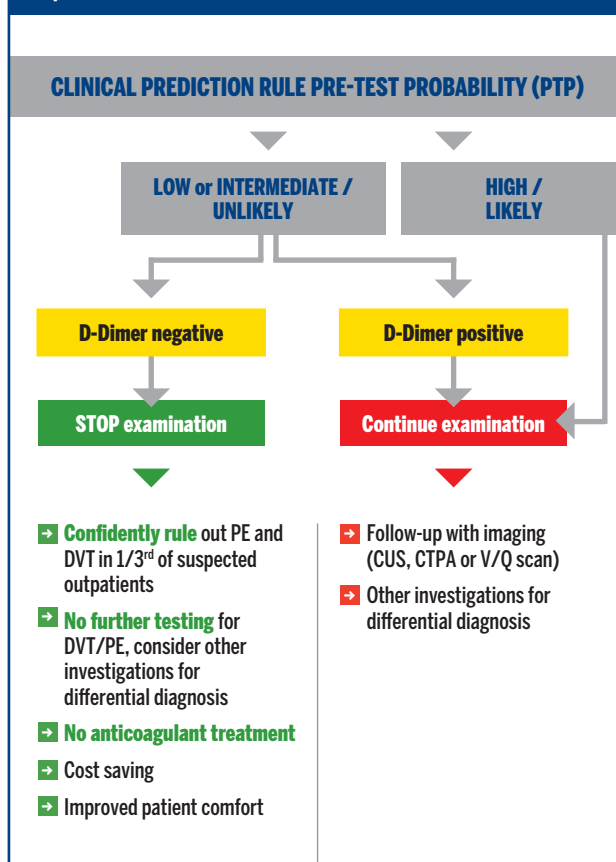 CLINICAL PREDICTION RULE PRE-TEST PROBABILITY (PTP)
LOW or INTERMEDIATE /
UNLIKELY
HIGH /
LIKELY
D-Dimer negative
D-Dimer positive
STOP examination
Continue examination
Confidently rule out PE and
DVT in 1/3rd of suspected
outpatients
No further testing for
DVT/PE, consider other
investigations for
differential diagnosis
No anticoagulant treatment
Cost saving
Improved patient comfort
Follow-up with imaging
(CUS, CTPA or V/Q scan)
Other investigations for
differential diagnosis